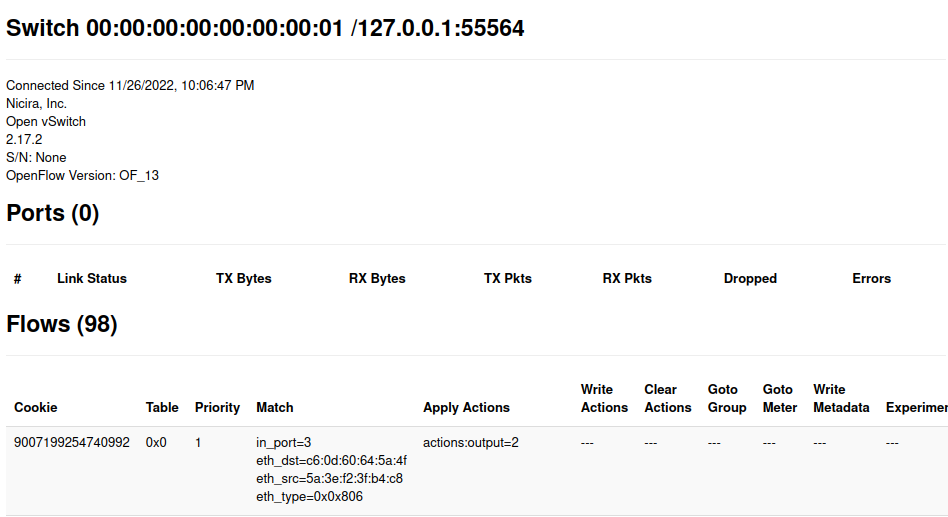 Switch 00:00:00:00:00:00:00:01 /127.0.0.1:55564
Connected Since 11/26/2022, 10:06:47 PM
Nicira, Inc.
Open vSwitch
2.17.2
S/N: None
OpenFlow Version: OF_13
Ports (0)
# Link Status TX Bytes RX Bytes TX Pkts RX Pkts Dropped Errors
Flows (98)
Cookie Table Priority Match Apply Actions Write Actions Clear Actions Goto Group Goto Meter Write Metadata Experimer
9007199254740992 0x0 1 in_port=3 actions:output=2 --- --- --- --- --- ---
eth_dst=c6:0d:60:64:5a:4f
eth_src=5a:3e:f2:3f:b4:c8
eth_type=0x0x806